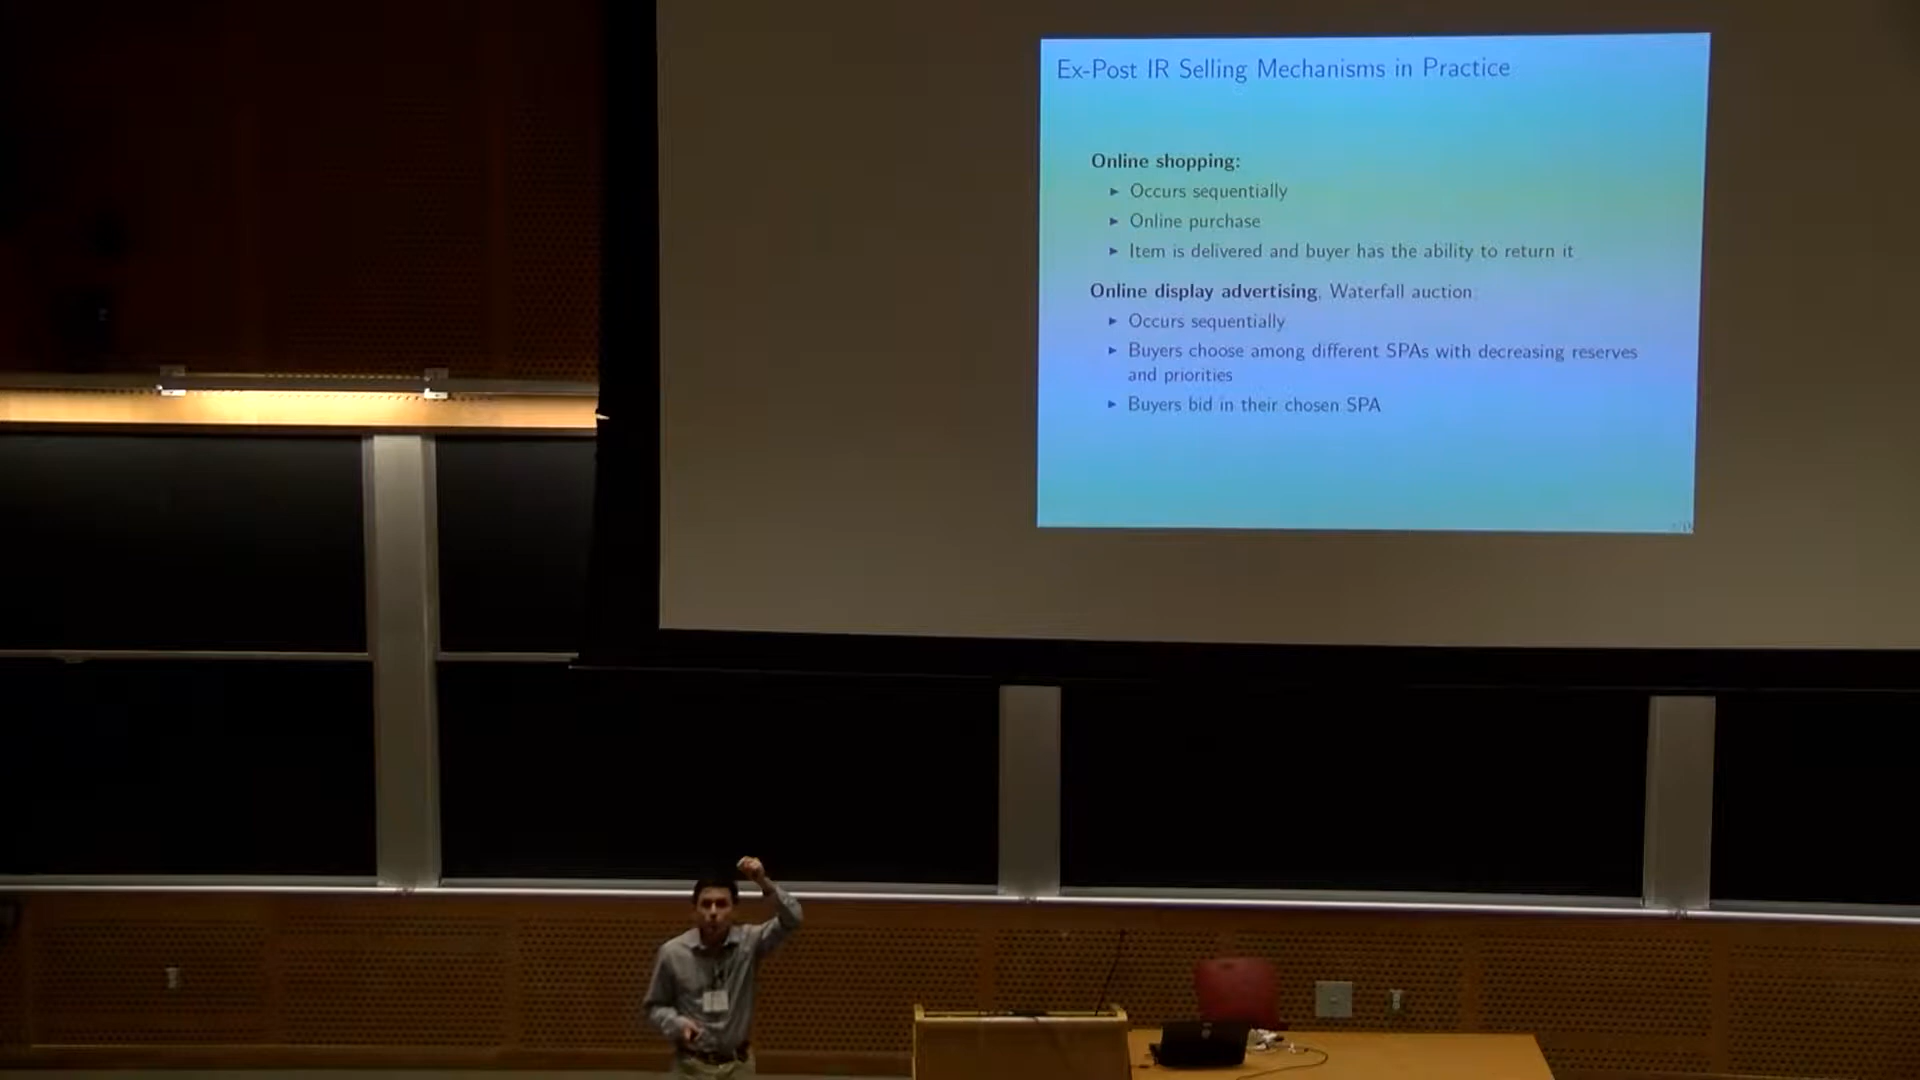 Ex-Post IR Selling Mechanisms in Practice
Online shopping:
► Occurs sequentially
► Online purchase
► Item is delivered and buyer has the ability to return it
Online display advertising, Waterfall auction
► Occurs sequentially
► Buyers choose among different SPAs with decreasing reserves
and priorities
► Buyers bid in their chosen SPA